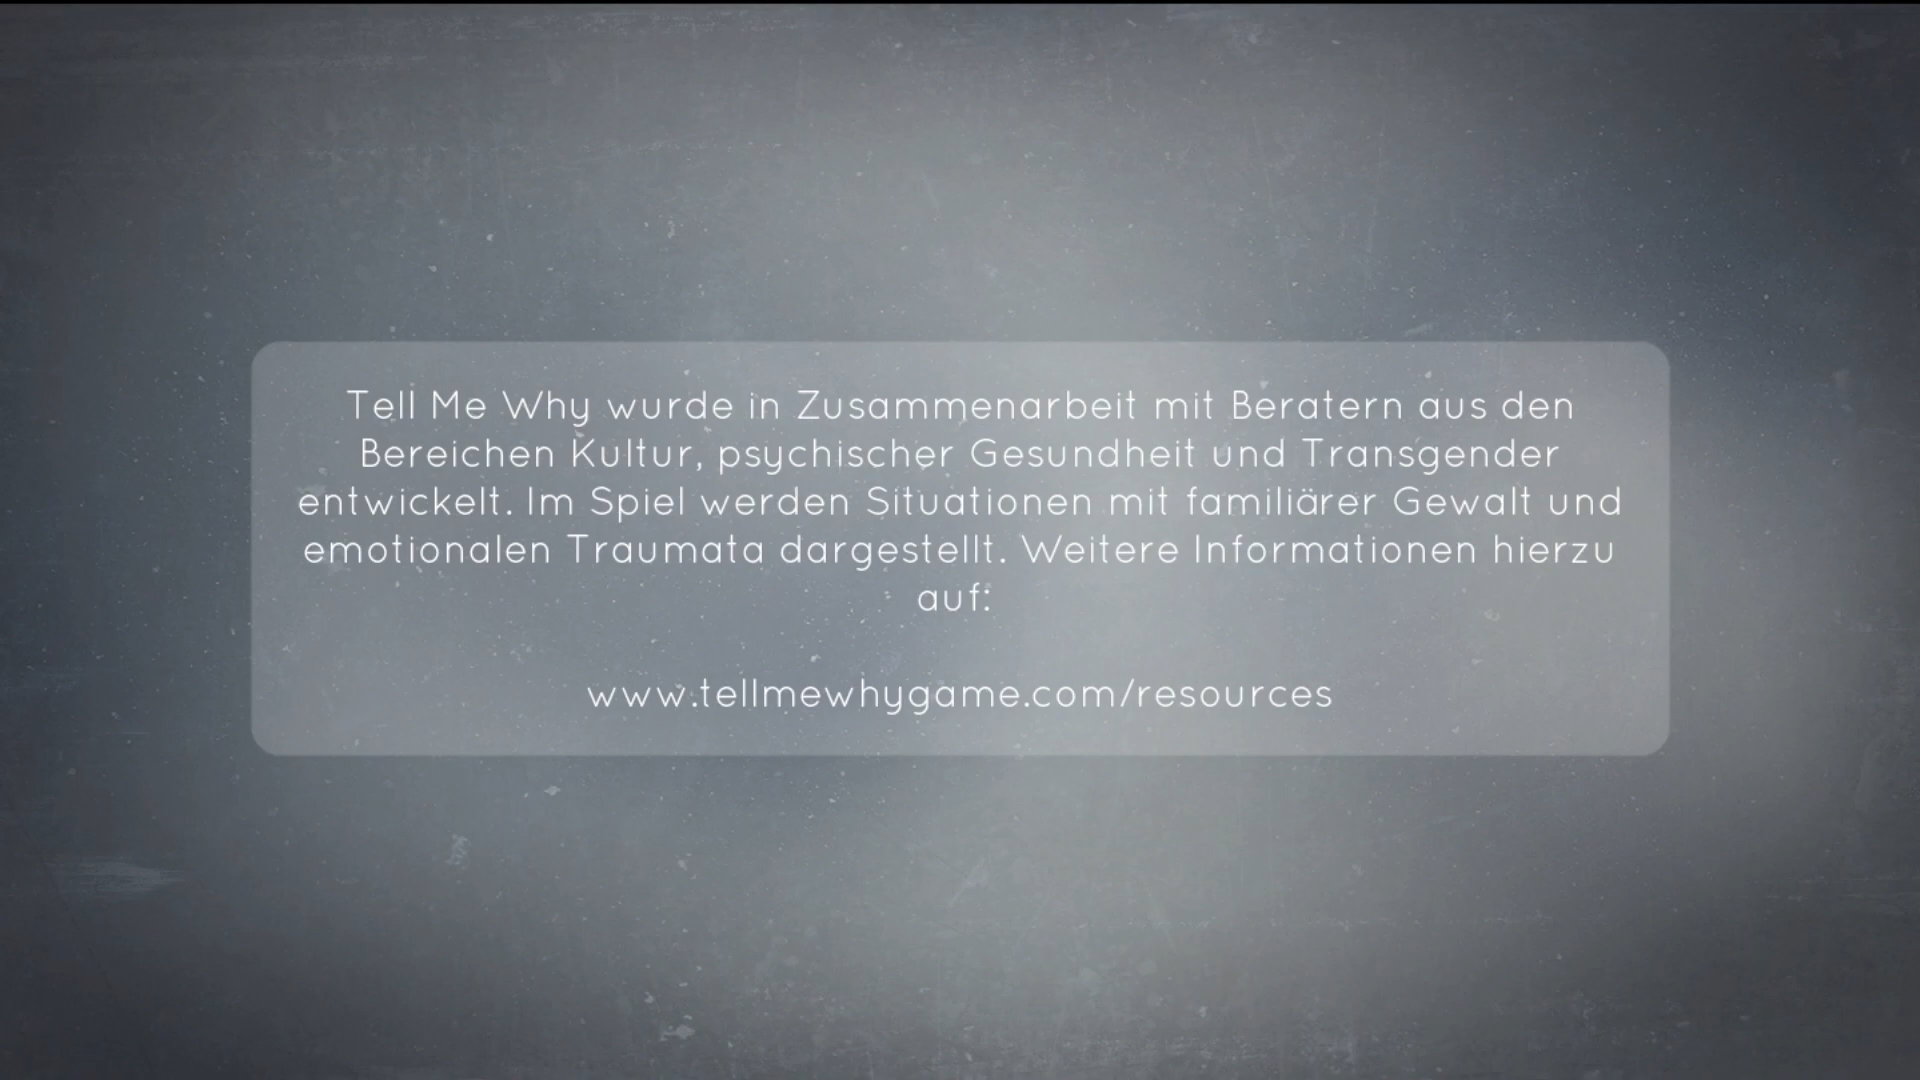 Tell Me Why wurde in Zusammenarbeit mit Beratern aus den
Bereichen Kultur, psychischer Gesundheit und Transgender
entwickelt. Im Spiel werden Situationen mit familiärer Gewalt und
emotionalen Traumata dargestellt. Weitere Informationen hierzu
auf:
www.tellmewhygame.com/resources